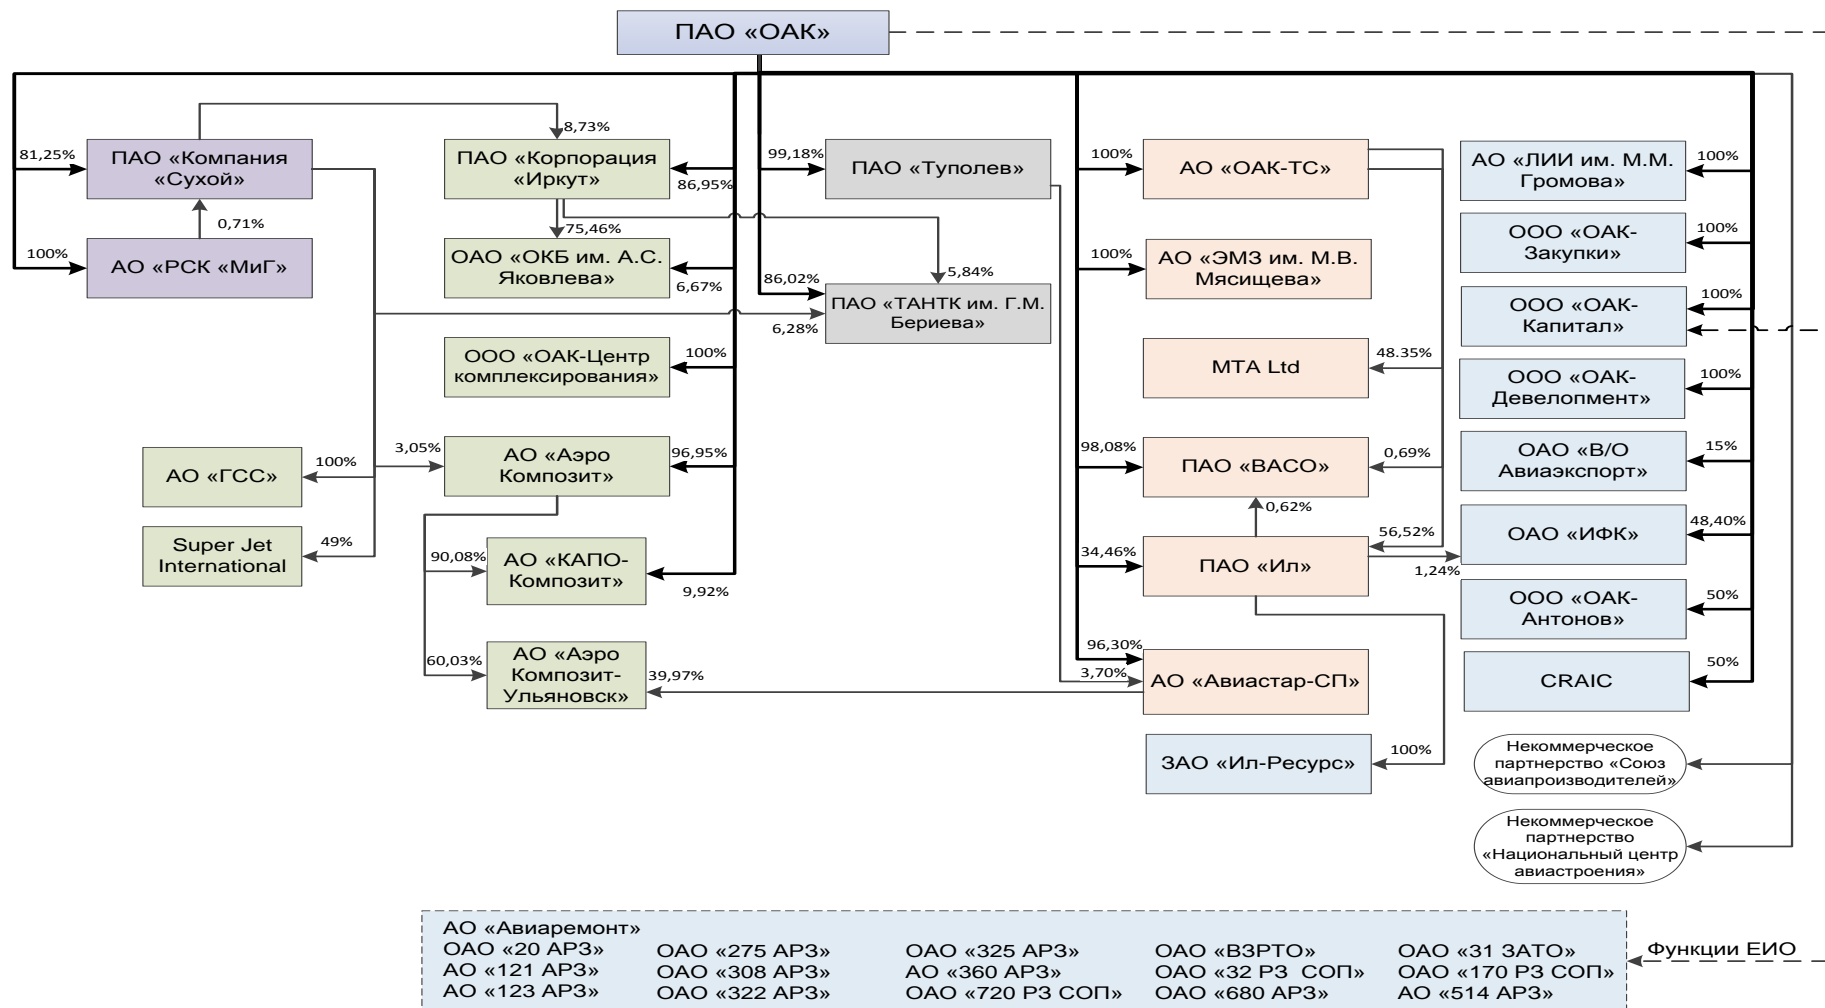 ПАО «ОАК»
81,25%
ПАО «Компания
«Сухой»
0,71%
100%
АО «РСК «МиГ»
8,73%
ПАО «Корпорация
«Иркут»
86,95%
75,46%
ОАО «ОКБ им. А.С.
Яковлева»
6,67%
ООО «ОАК-Центр
комплексирования»
100%
3,05%
АО «Аэро
Композит»
96,95%
АО «ГСС»
100%
Super Jet
International
49%
90,08%
АО «КАПО-
Композит»
9,92%
60,03%
АО «Аэро
Композит-
Ульяновск»
39,97%
99,18%
ПАО «Туполев»
5,84%
86,02%
ПАО «ТАНТК им. Г.М.
Бериева»
6,28%
100%
АО «ОАК-ТС»
100%
АО «ЭМЗ им. М.В.
Мясищева»
MTA Ltd
48.35%
98,08%
ПАО «ВАСО»
0,69%
0,62%
56,52%
34,46%
ПАО «Ил»
1,24%
96,30%
3,70%
АО «Авиастар-СП»
ЗАО «Ил-Ресурс»
100%
АО «ЛИИ им. М.М.
Громова»
100%
ООО «ОАК-
Закупки»
100%
ООО «ОАК-
Капитал»
100%
ООО «ОАК-
Девелопмент»
100%
ОАО «В/О
Авиаэкспорт»
15%
ОАО «ИФК»
48,40%
ООО «ОАК-
Антонов»
50%
CRAIC
50%
Некоммерческое
партнерство «Союз
авиапроизводителей»
Некоммерческое
партнерство
«Национальный центр
авиастроения»
АО «Авиаремонт»
ОАО «20 АРЗ»
АО «121 АРЗ»
АО «123 АРЗ»
ОАО «275 АРЗ»
ОАО «308 АРЗ»
ОАО «322 АРЗ»
ОАО «325 АРЗ»
АО «360 АРЗ»
ОАО «720 РЗ СОП»
ОАО «ВЗРТО»
ОАО «32 РЗ СОП»
ОАО «680 АРЗ»
ОАО «31 ЗАТО»
ОАО «170 РЗ СОП»
АО «514 АРЗ»
Функции ЕИО